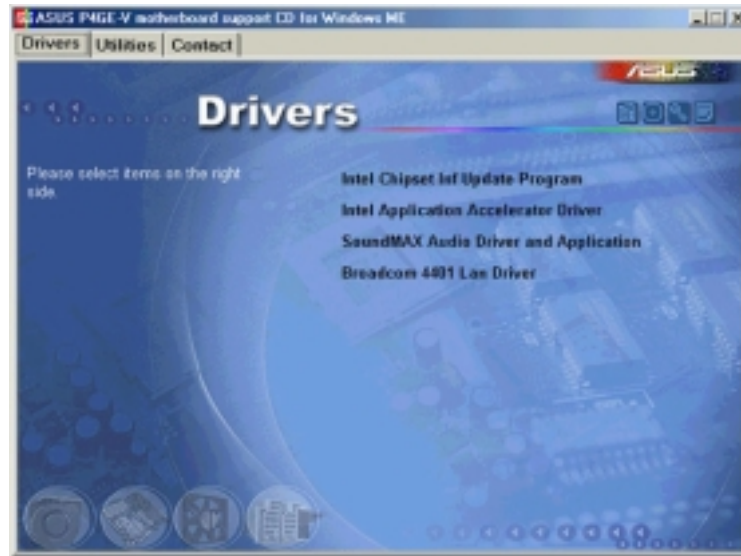 ASUS P4GE-V motherboard support CD for Windows ME
Drivers Utilities Contact
ASUS
Drivers
Please select items on the right
side.
Intel Chipset Inf Update Program
Intel Application Accelerator Driver
SoundMAX Audio Driver and Application
Broadcom 4401 Lan Driver